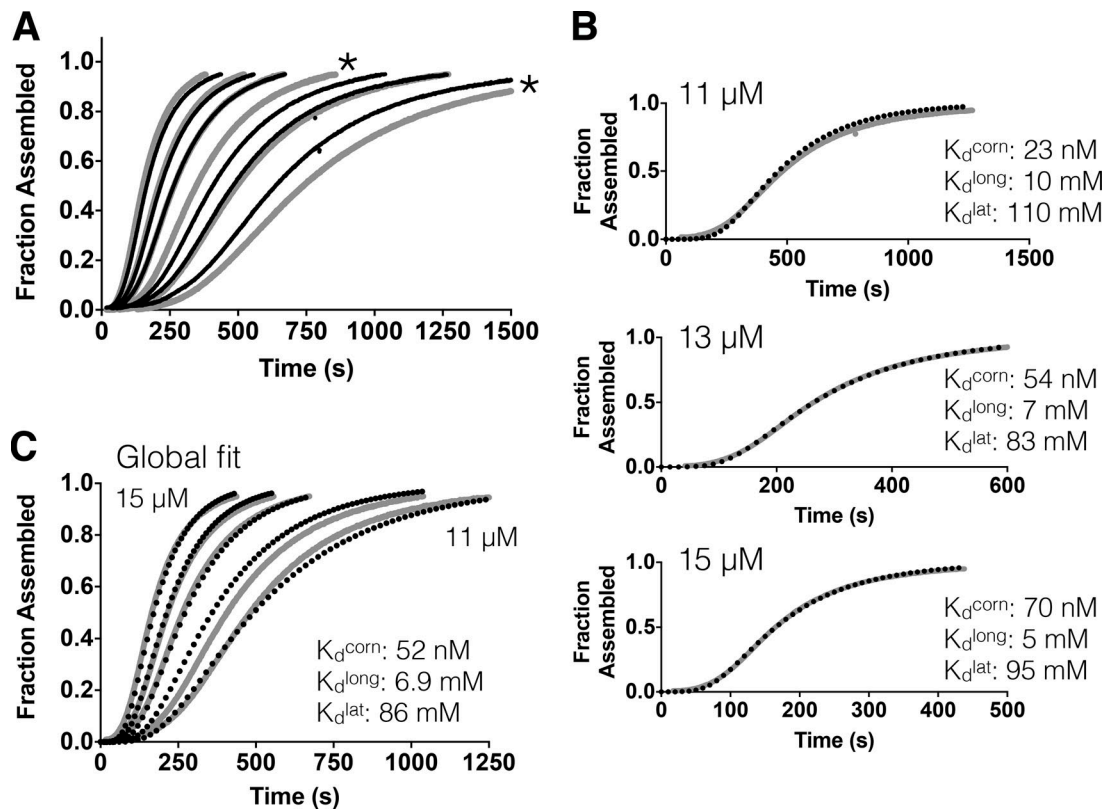 A
Fraction Assembled
1.0
0.8
0.6
0.4
0.2
0.0
0 250 500 750 1000 1250 1500
Time (s)
*
*
B
11 µM
Fraction
Assembled
1.0
0.5
0.0
0 500 1000 1500
Time (s)
Kdcorn: 23 nM
Kdlong: 10 mM
Kdlat: 110 mM
13 µM
Fraction
Assembled
1.0
0.5
0.0
0 200 400 600
Time (s)
Kdcorn: 54 nM
Kdlong: 7 mM
Kdlat: 83 mM
15 µM
Fraction
Assembled
1.0
0.5
0.0
0 100 200 300 400 500
Time (s)
Kdcorn: 70 nM
Kdlong: 5 mM
Kdlat: 95 mM
C
Global fit
15 µM
11 µM
Fraction Assembled
1.0
0.8
0.6
0.4
0.2
0.0
0 250 500 750 1000 1250
Time (s)
Kdcorn: 52 nM
Kdlong: 6.9 mM
Kdlat: 86 mM